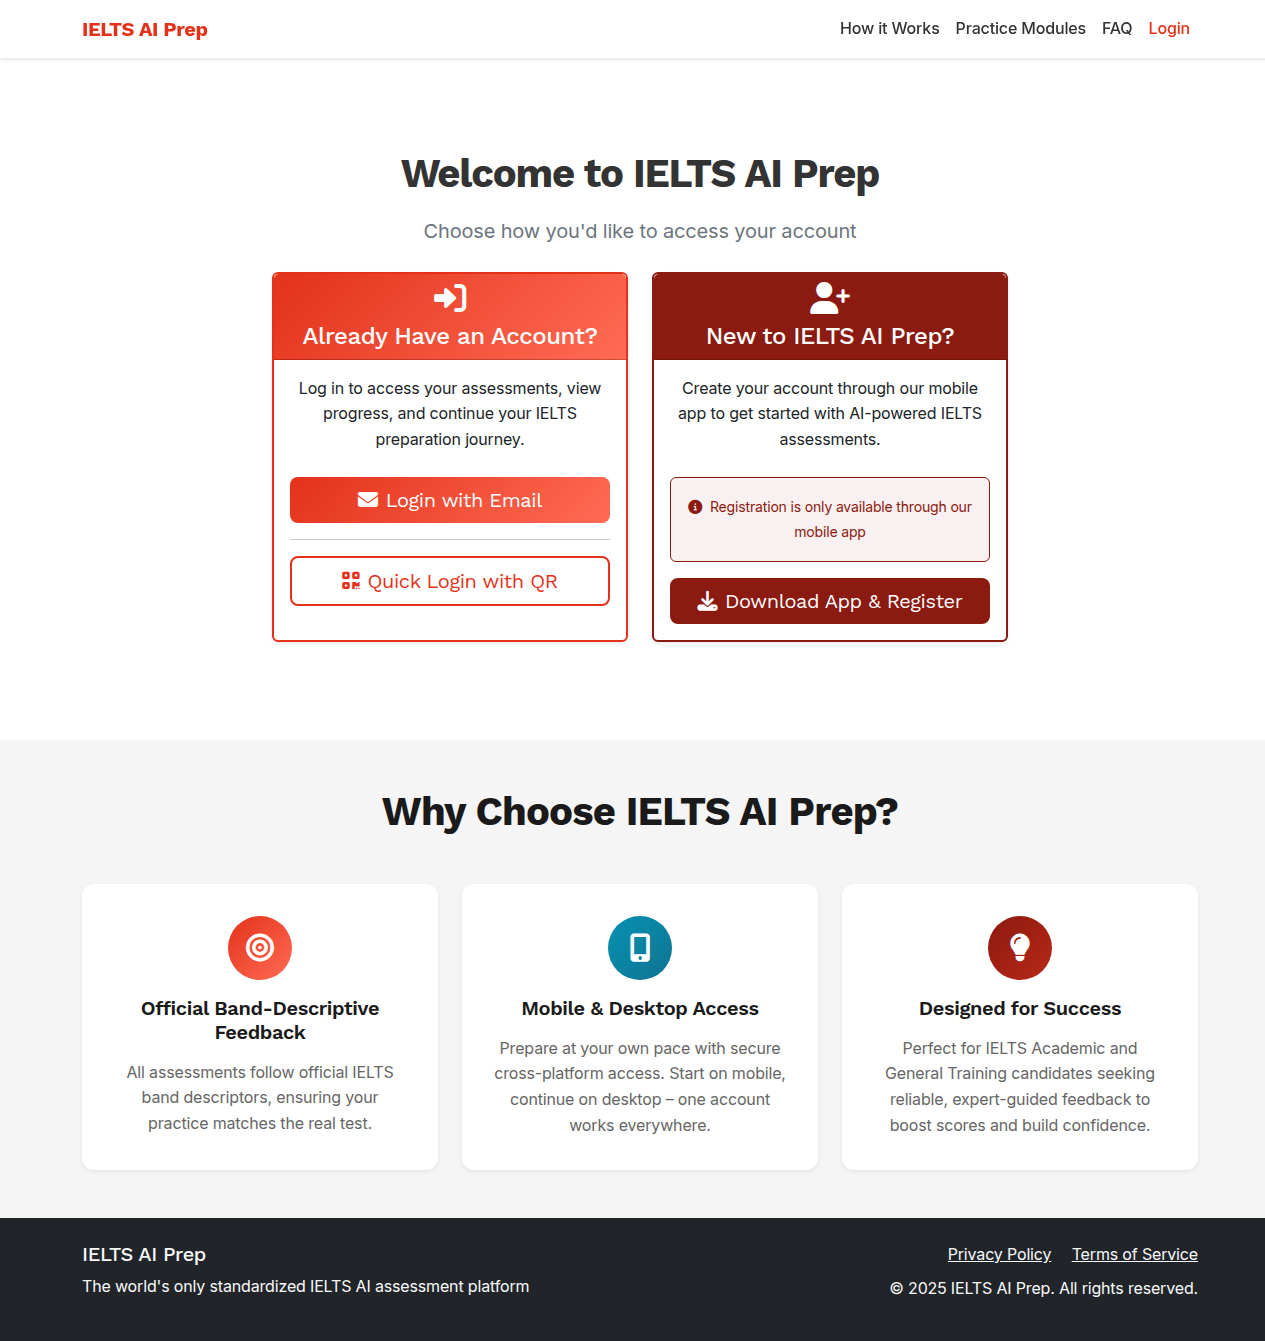 IELTS AI Prep
How it Works Practice Modules FAQ Login
Welcome to IELTS AI Prep
Choose how you'd like to access your account
Already Have an Account?
Log in to access your assessments, view
progress, and continue your IELTS
preparation journey.
Login with Email
Quick Login with QR
New to IELTS AI Prep?
Create your account through our mobile
app to get started with AI-powered IELTS
assessments.
Registration is only available through our
mobile app
Download App & Register
Why Choose IELTS AI Prep?
Official Band-Descriptive
Feedback
All assessments follow official IELTS
band descriptors, ensuring your
practice matches the real test.
Mobile & Desktop Access
Prepare at your own pace with secure
cross-platform access. Start on mobile,
continue on desktop – one account
works everywhere.
Designed for Success
Perfect for IELTS Academic and
General Training candidates seeking
reliable, expert-guided feedback to
boost scores and build confidence.
IELTS AI Prep
The world's only standardized IELTS AI assessment platform
Privacy Policy Terms of Service
© 2025 IELTS AI Prep. All rights reserved.